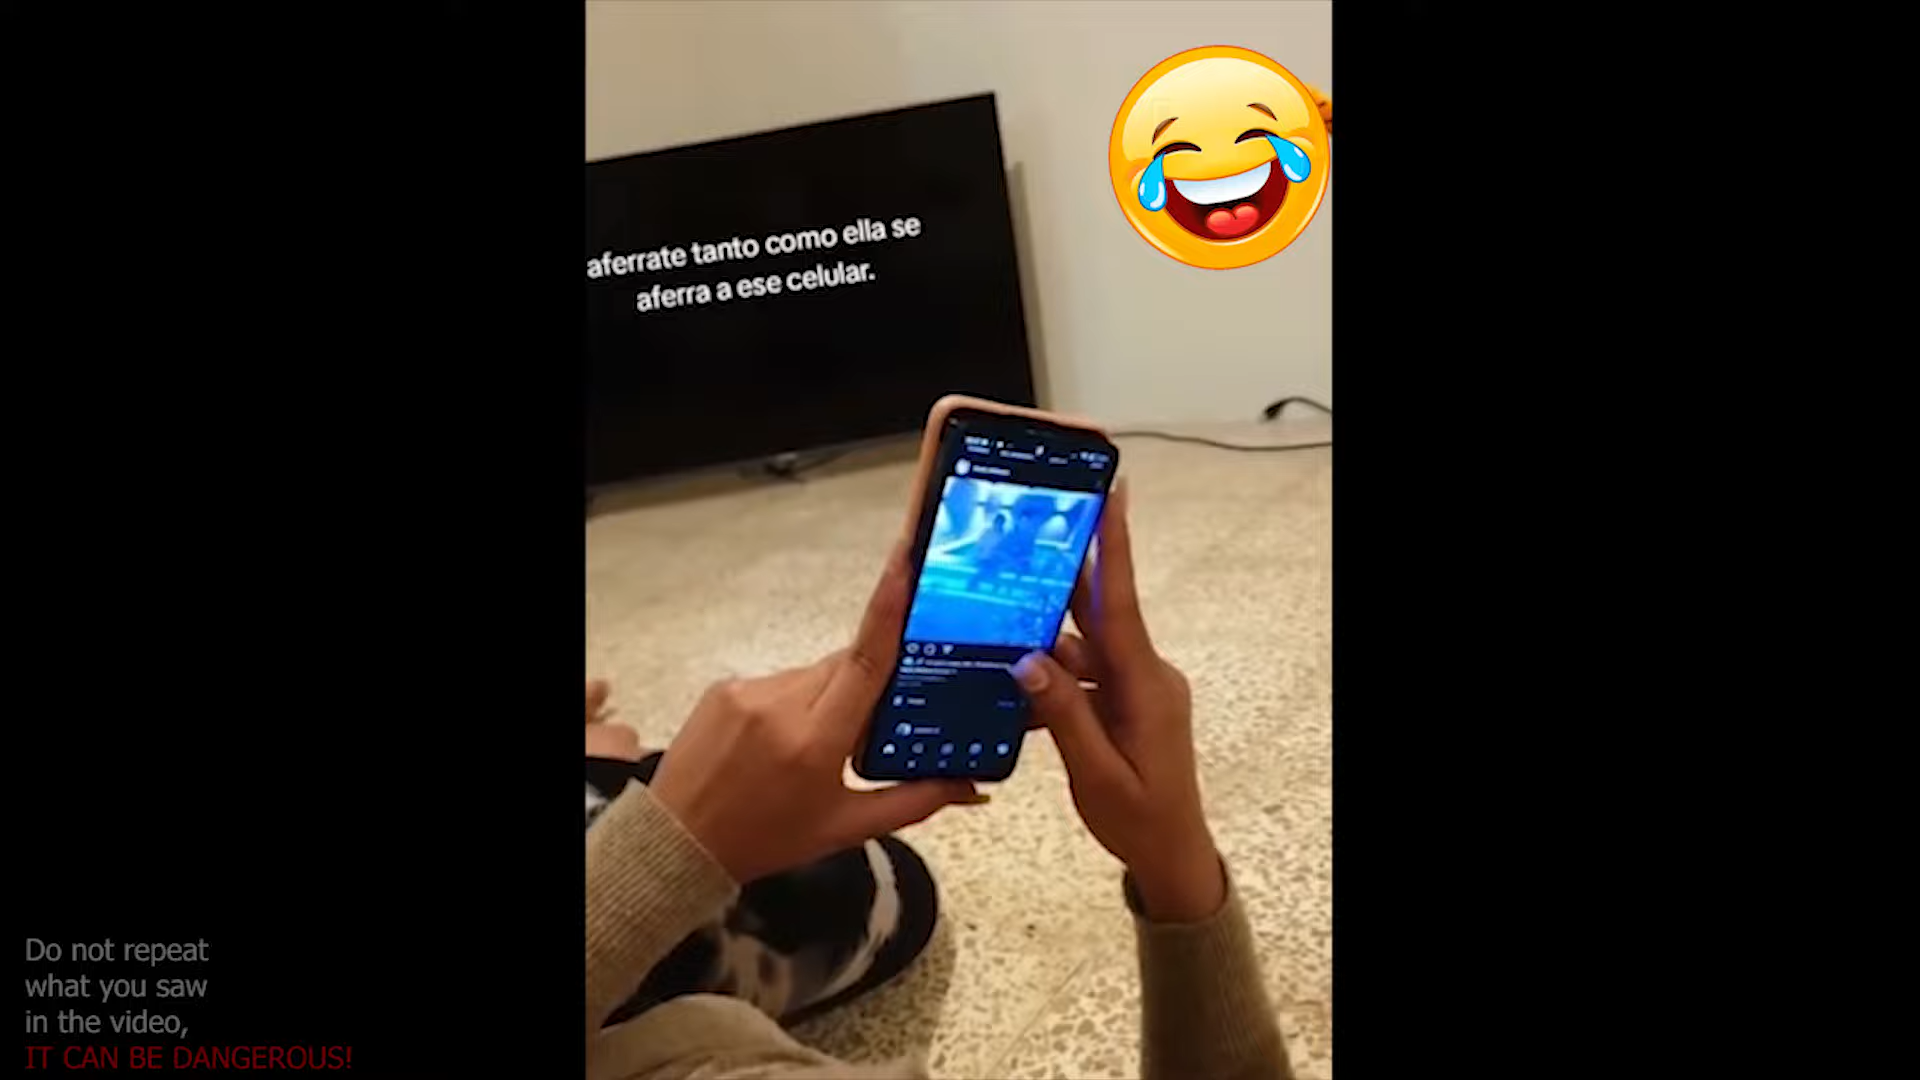 aferrate tanto como ella se
aferra a ese celular.
Do not repeat
what you saw
in the video,
IT CAN BE DANGEROUS!